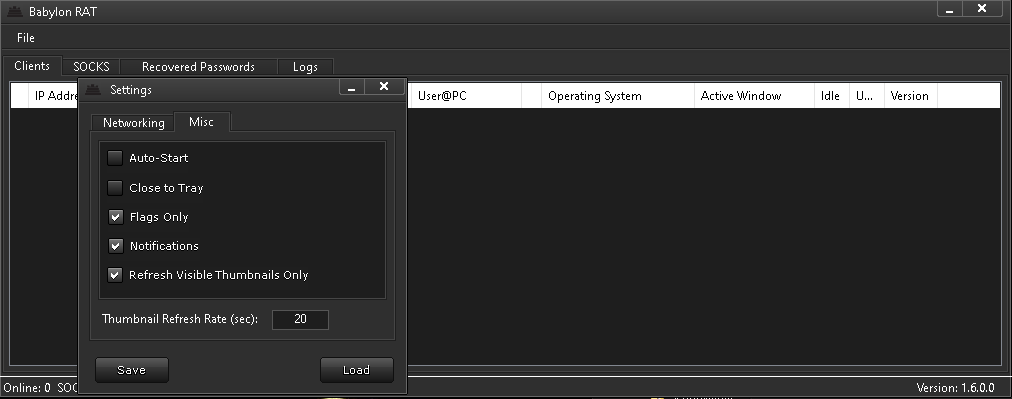 Babylon RAT
File
Clients SOCKS Recovered Passwords Logs
IP Addre User@PC Operating System Active Window Idle U... Version
Settings
Networking Misc
Auto-Start
Close to Tray
Flags Only
Notifications
Refresh Visible Thumbnails Only
Thumbnail Refresh Rate (sec): 20
Save Load
Online: 0 SOC Version: 1.6.0.0